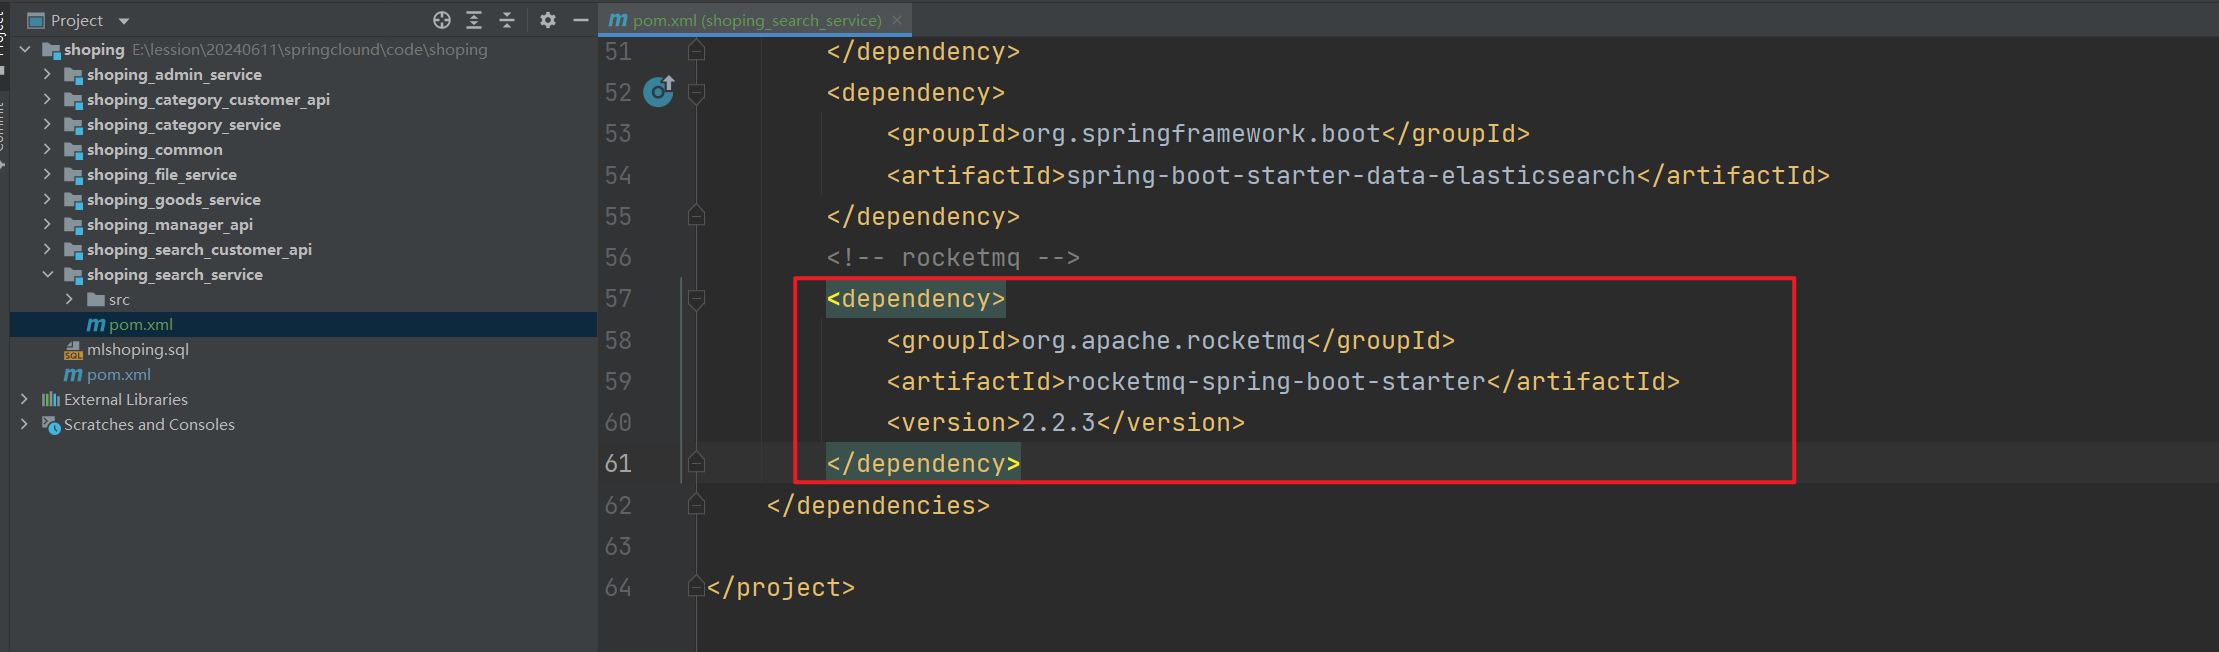 Project
Project
shoping E:\lession\20240611\springclound\code\shoping
shoping_admin_service
shoping_category_customer_api
shoping_category_service
shoping_common
shoping_file_service
shoping_goods_service
shoping_manager_api
shoping_search_customer_api
shoping_search_service
src
pom.xml
mlshoping.sql
pom.xml
External Libraries
Scratches and Consoles
Commit
pom.xml (shoping_search_service)
51 </dependency>
52 <dependency>
53 <groupId>org.springframework.boot</groupId>
54 <artifactId>spring-boot-starter-data-elasticsearch</artifactId>
55 </dependency>
56 <!-- rocketmq -->
57 <dependency>
58 <groupId>org.apache.rocketmq</groupId>
59 <artifactId>rocketmq-spring-boot-starter</artifactId>
60 <version>2.2.3</version>
61 </dependency>
62 </dependencies>
63
64 </project>